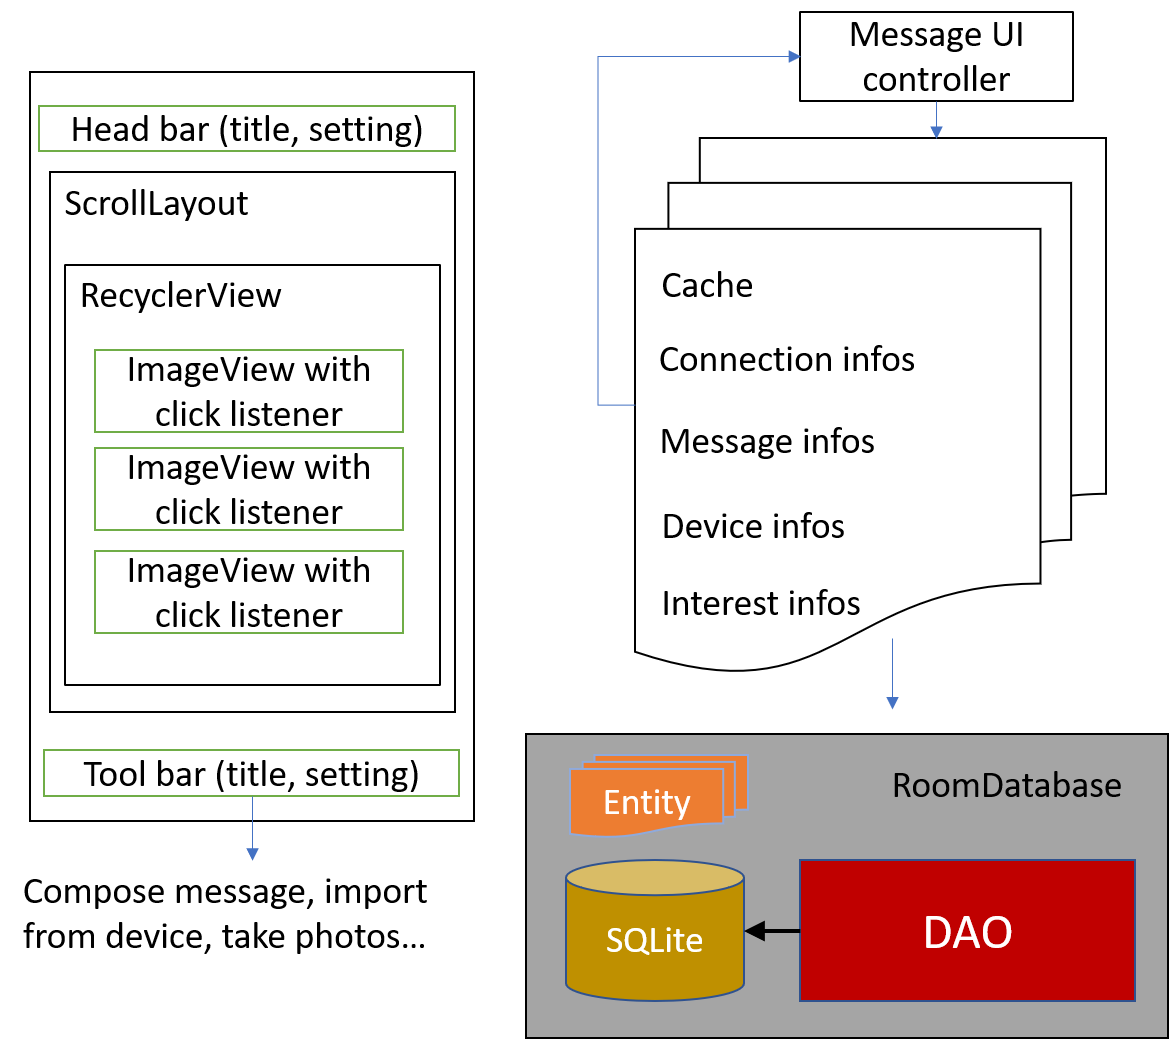 Head bar (title, setting)
ScrollLayout
RecyclerView
ImageView with
click listener
ImageView with
click listener
ImageView with
click listener
Tool bar (title, setting)
Compose message, import
from device, take photos…
Message UI
controller
Cache
Connection infos
Message infos
Device infos
Interest infos
Entity
RoomDatabase
SQLite
DAO